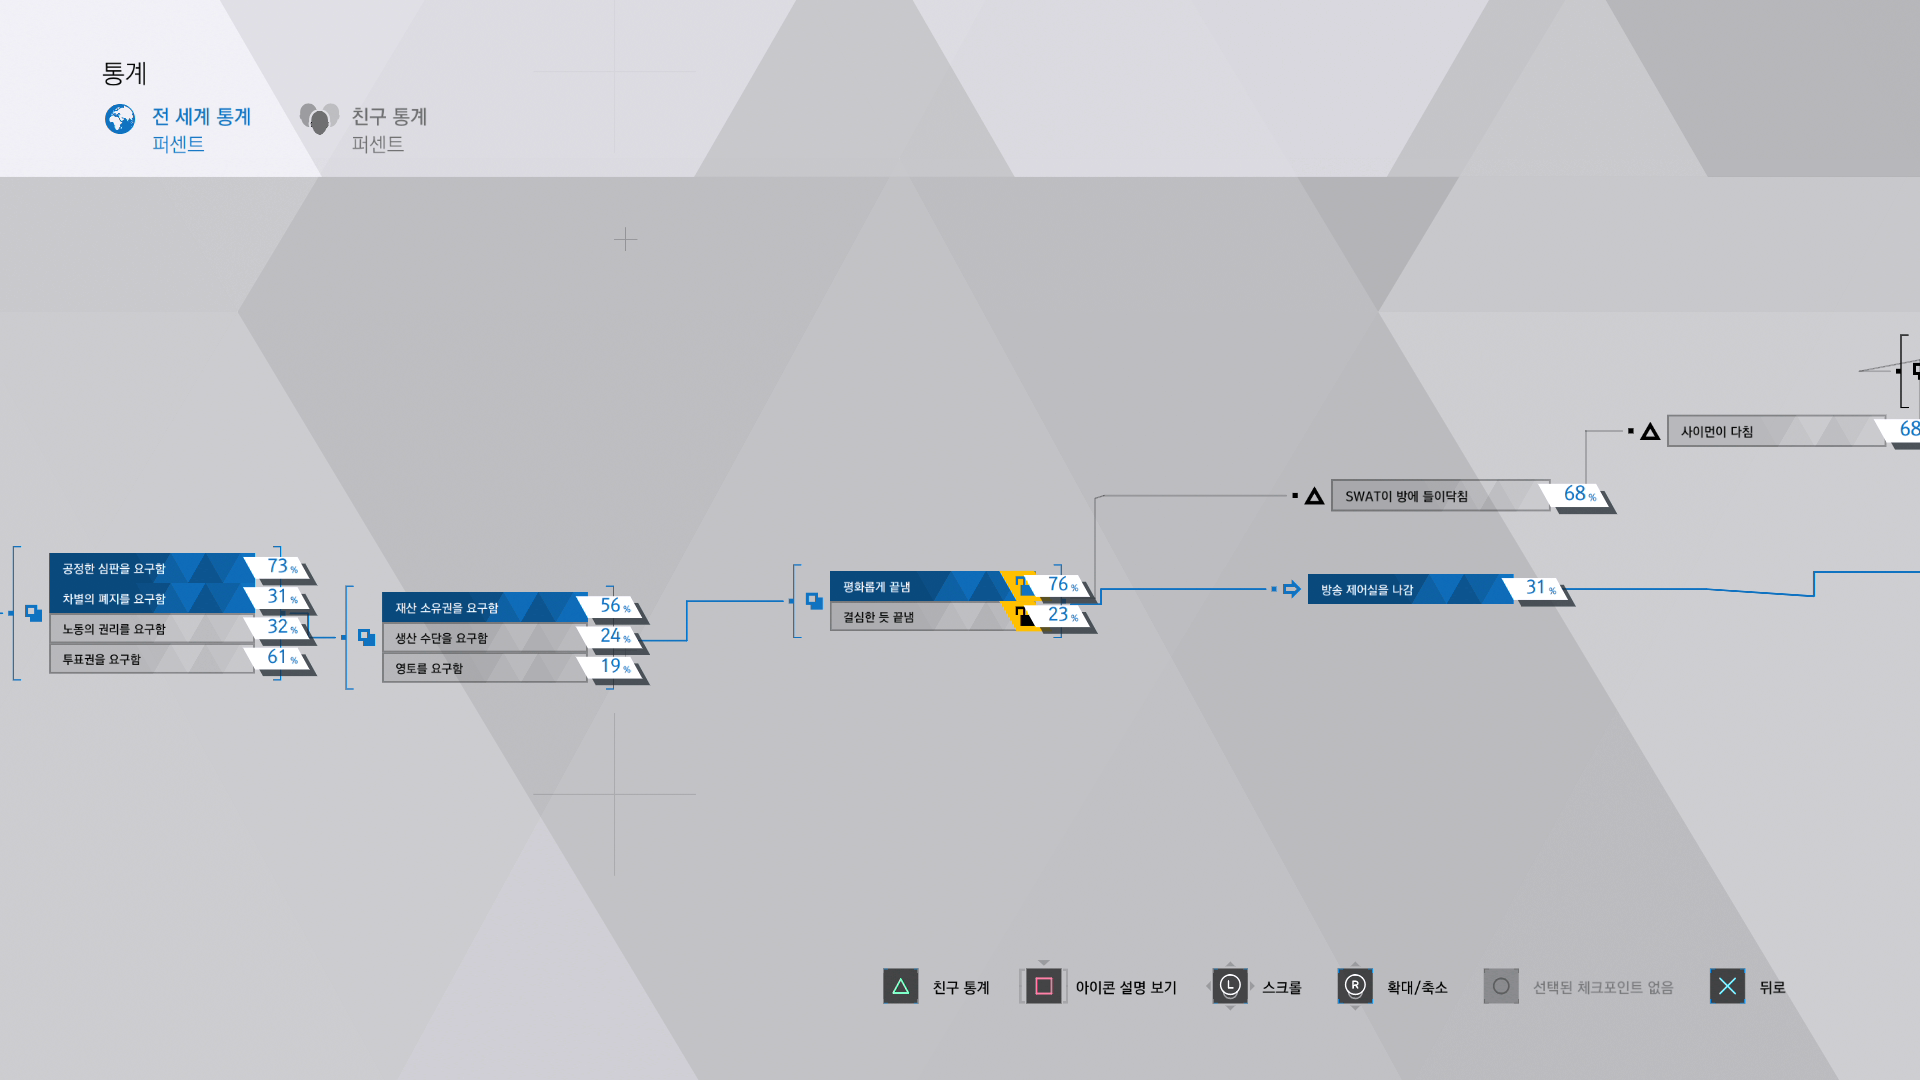 통계
전 세계 통계
퍼센트
친구 통계
퍼센트
사이먼이 다침
68
SWAT이 방에 들이닥침
68 %
공정한 심판을 요구함
73 %
차별의 폐지를 요구함
31 %
노동의 권리를 요구함
32 %
투표권을 요구함
61 %
재산 소유권을 요구함
56 %
생산 수단을 요구함
24 %
영토를 요구함
19 %
평화롭게 끝냄
76 %
결심한 듯 끝냄
23 %
방송 제어실을 나감
31 %
친구 통계
아이콘 설명 보기
L
스크롤
R
확대/축소
선택된 체크포인트 없음
뒤로